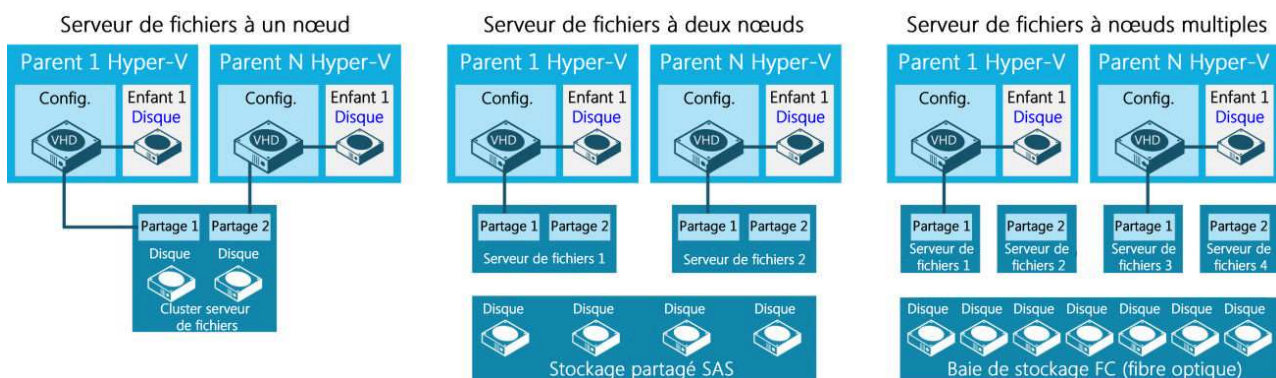 Serveur de fichiers à un nœud
Parent 1 Hyper-V
Parent N Hyper-V
Config.
Enfant 1
Disque
VHD
Config.
Enfant 1
Disque
VHD
Partage 1
Partage 2
Disque
Disque
Cluster serveur
de fichiers
Serveur de fichiers à deux nœuds
Parent 1 Hyper-V
Parent N Hyper-V
Config.
Enfant 1
Disque
VHD
Config.
Enfant 1
Disque
VHD
Partage 1
Partage 2
Serveur de fichiers 1
Partage 1
Partage 2
Serveur de fichiers 2
Disque
Disque
Disque
Disque
Stockage partagé SAS
Serveur de fichiers à nœuds multiples
Parent 1 Hyper-V
Parent N Hyper-V
Config.
Enfant 1
Disque
VHD
Config.
Enfant 1
Disque
VHD
Partage 1
Serveur de
fichiers 1
Partage 2
Serveur de
fichiers 2
Partage 1
Serveur de
fichiers 3
Partage 2
Serveur de
fichiers 4
Disque
Disque
Disque
Disque
Disque
Disque
Disque
Baie de stockage FC (fibre optique)